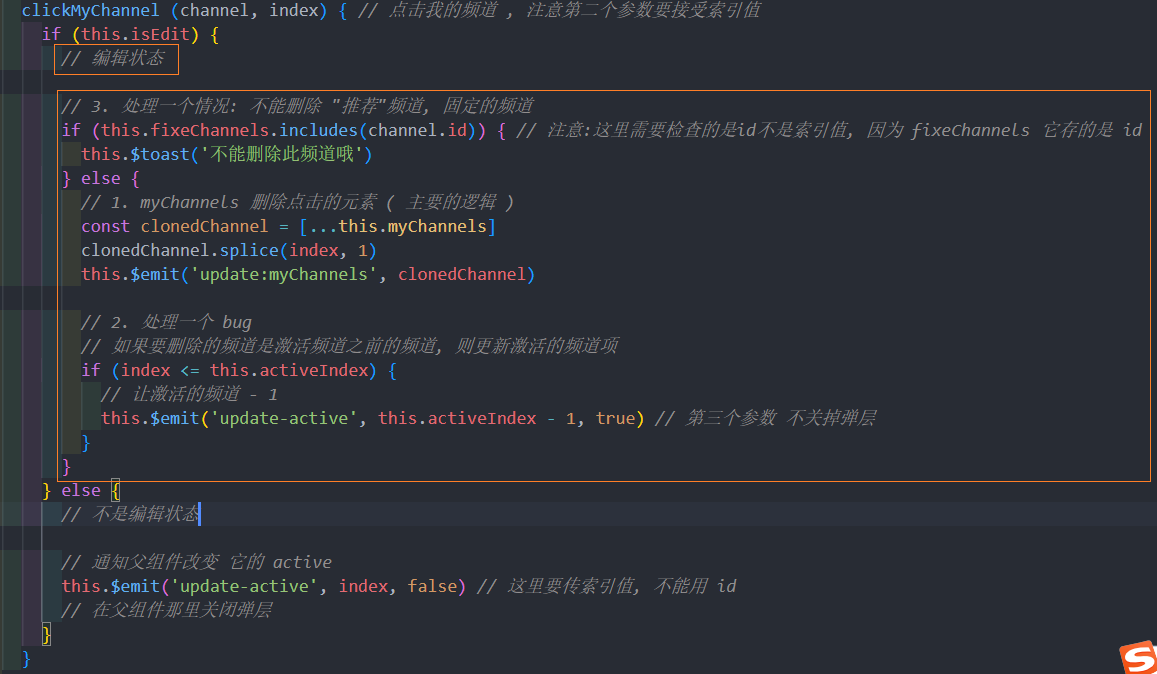 clickMyChannel (channel, index) { // 点击我的频道 , 注意第二个参数要接受索引值
if (this.isEdit) {
// 编辑状态
// 3. 处理一个情况: 不能删除 "推荐"频道, 固定的频道
if (this.fixeChannels.includes(channel.id)) { // 注意:这里需要检查的是id不是索引值, 因为 fixeChannels 它存的是 id
this.$toast('不能删除此频道哦')
} else {
// 1. myChannels 删除点击的元素 ( 主要的逻辑 )
const clonedChannel = [...this.myChannels]
clonedChannel.splice(index, 1)
this.$emit('update:myChannels', clonedChannel)
// 2. 处理一个 bug
// 如果要删除的频道是激活频道之前的频道, 则更新激活的频道项
if (index <= this.activeIndex) {
// 让激活的频道 - 1
this.$emit('update-active', this.activeIndex - 1, true) // 第三个参数 不关掉弹层
}
}
} else {
// 不是编辑状态
// 通知父组件改变 它的 active
this.$emit('update-active', index, false) // 这里要传索引值, 不能用 id
// 在父组件那里关闭弹层
}
}
S